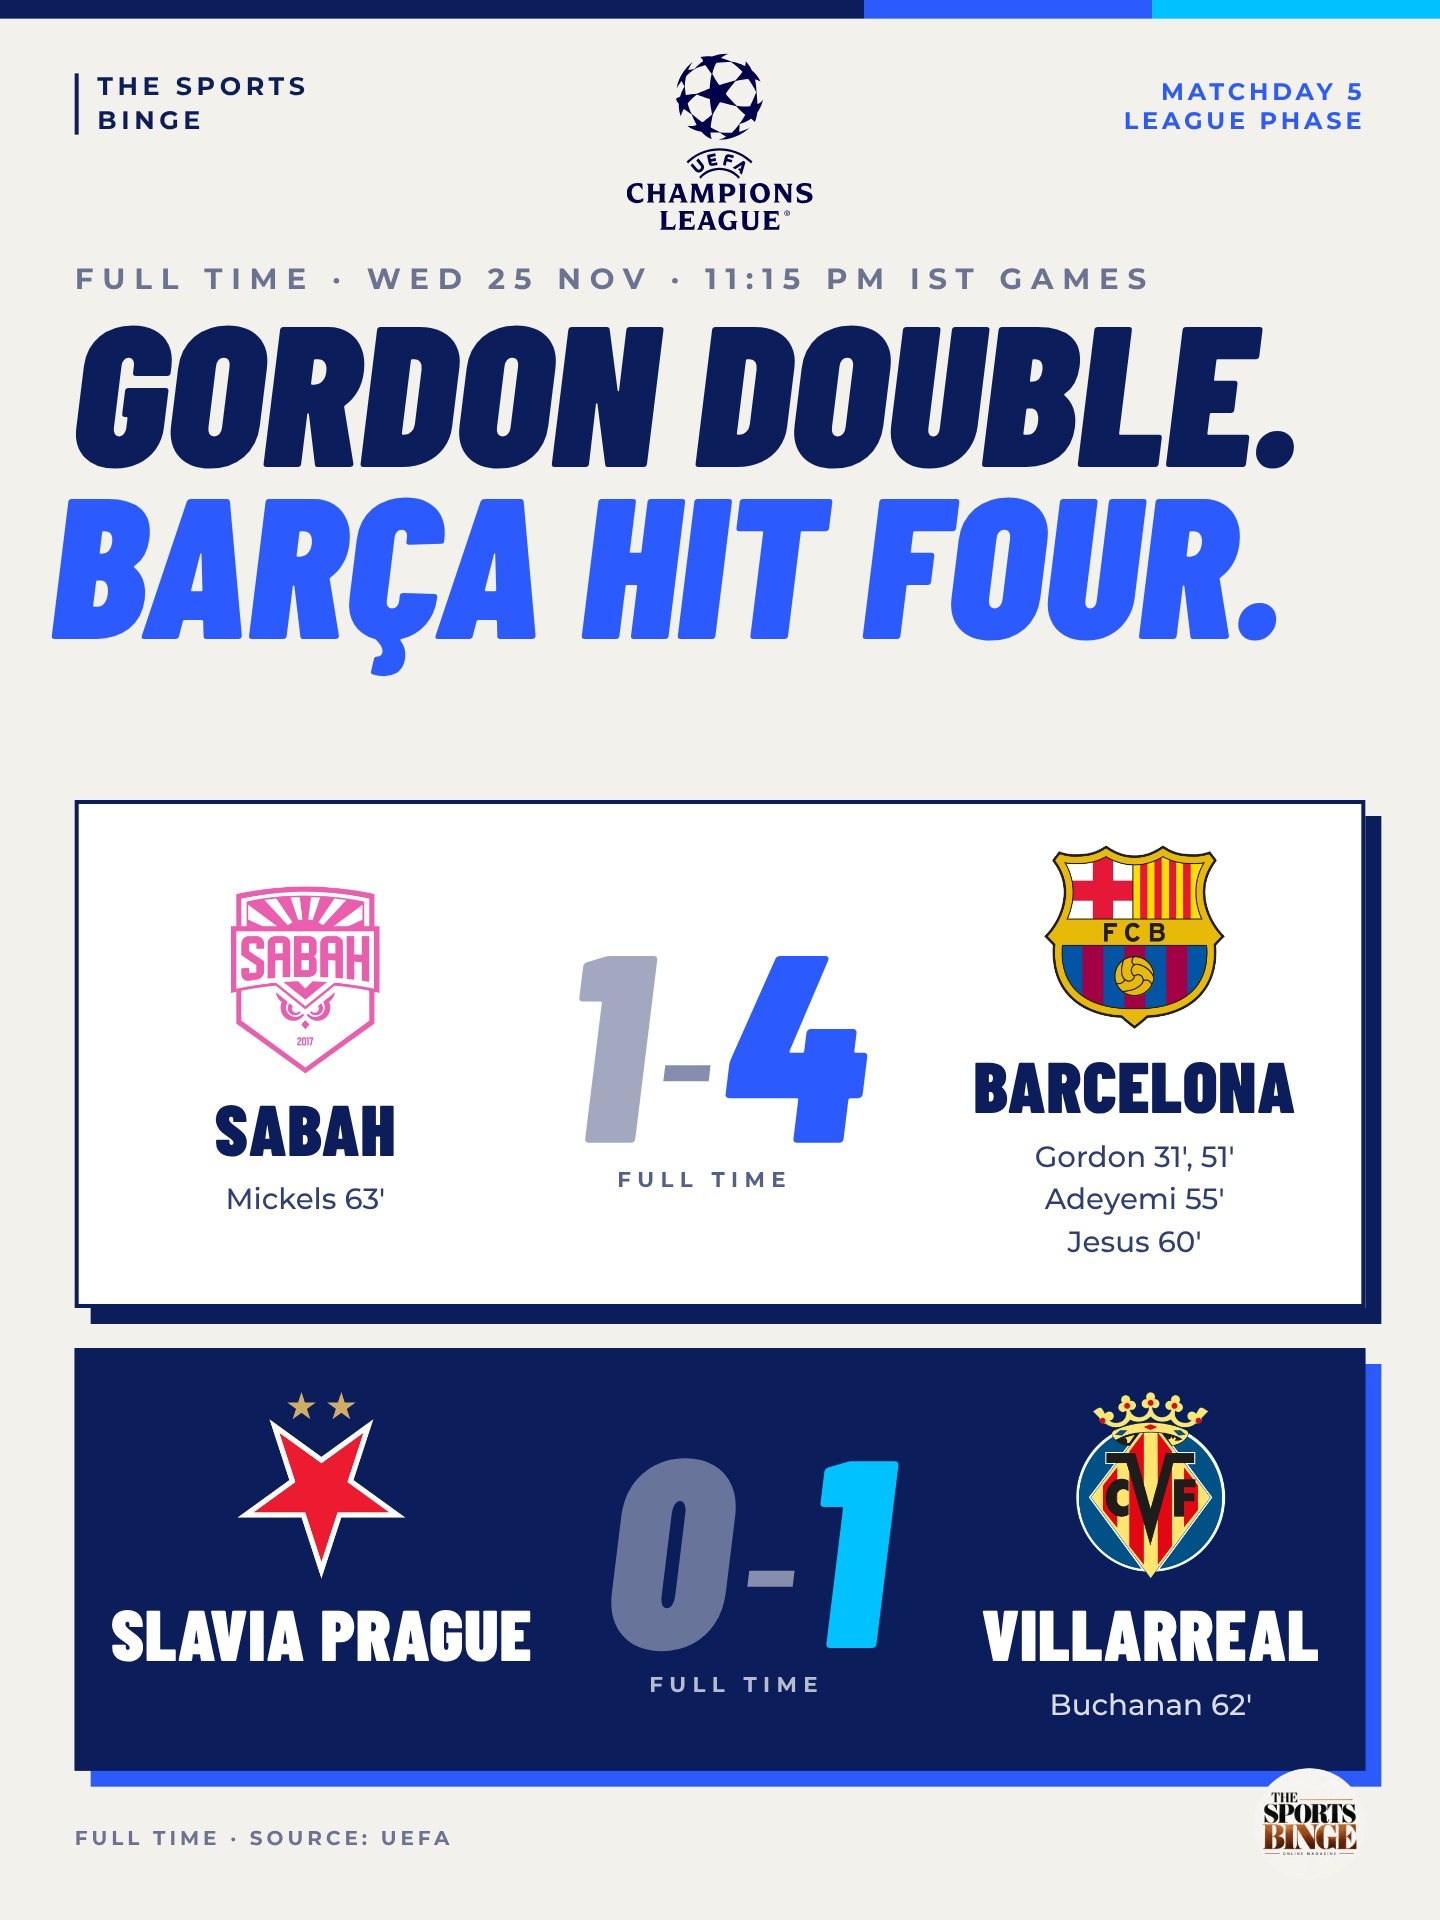 THE SPORTS
BINGE
MATCHDAY 5
LEAGUE PHASE
UEFA
CHAMPIONS
LEAGUE®
FULL TIME · WED 25 NOV · 11:15 PM IST GAMES
GORDON DOUBLE.
BARÇA HIT FOUR.
SABAH
2017
FCB
1-4
FULL TIME
SABAH
Mickels 63'
BARCELONA
Gordon 31', 51'
Adeyemi 55'
Jesus 60'
CVF
0-1
FULL TIME
SLAVIA PRAGUE
VILLARREAL
Buchanan 62'
FULL TIME · SOURCE: UEFA
THE
SPORTS
BINGE
ONLINE MAGAZINE